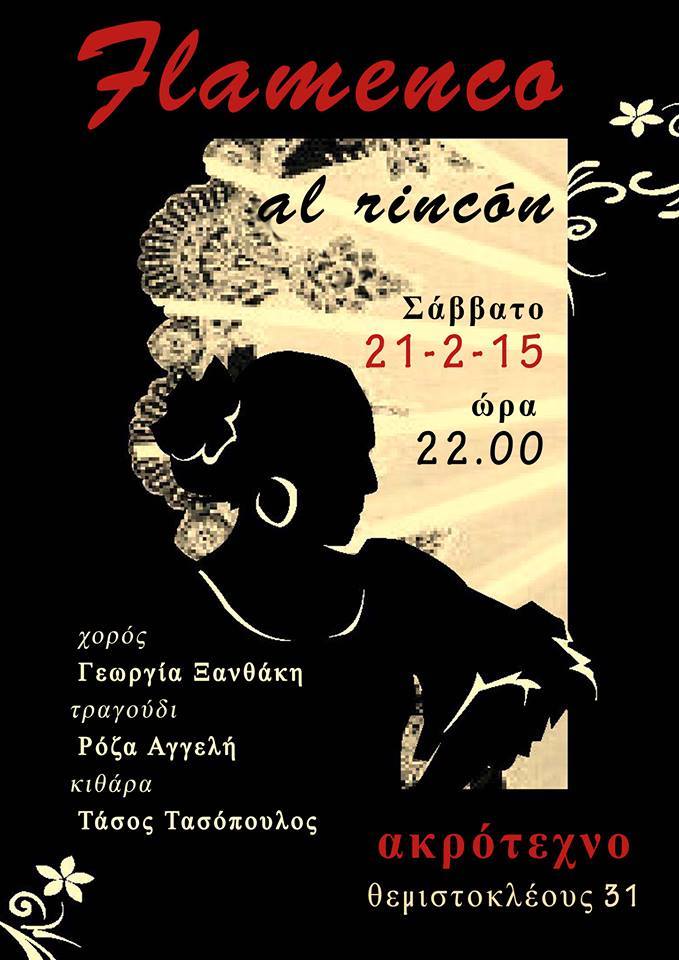 Flamenco
al rincón
Σάββατο
21-2-15
ώρα
22.00
χορός
Γεωργία Ξανθάκη
τραγούδι
Ρόζα Αγγελή
κιθάρα
Τάσος Τασόπουλος
ακρότεχνο
θεμιστοκλέους 31